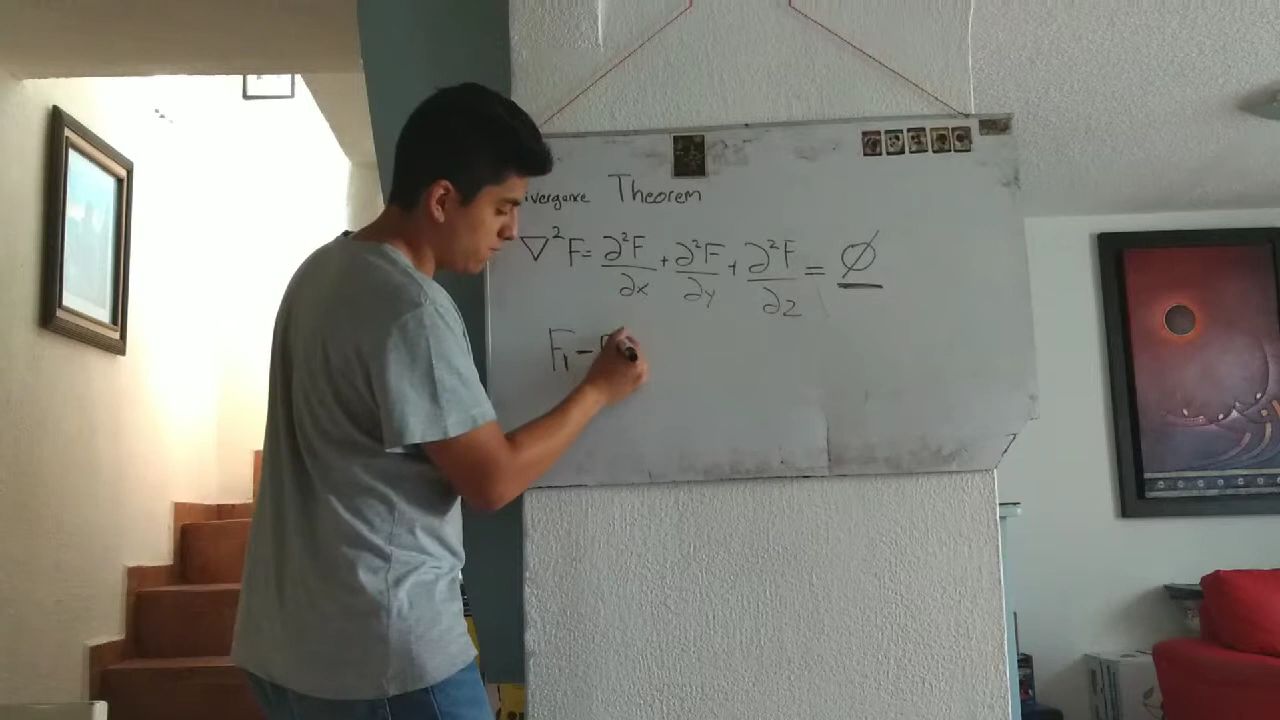 ivergence Theorem
∇²F = ∂²F/∂x + ∂²F/∂y + ∂²F/∂z = ∅
F₁ –